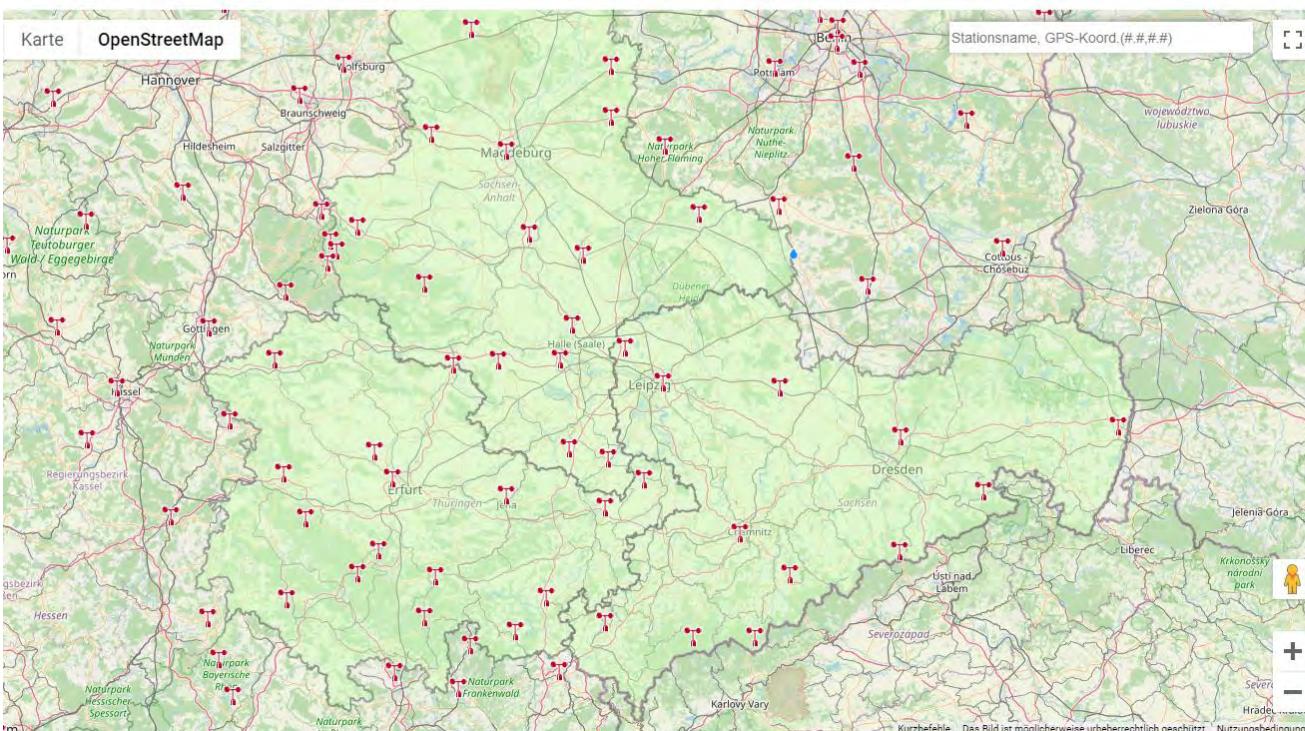 Karte
OpenStreetMap
Stationsname, GPS-Koord.(#.#,#.#)
Potsdam
Wolfsburg
Hannover
Braunschweig
Hildesheim
Salzgitter
Magdeburg
Naturpark
Hoher Fläming
Naturpark
Nuthe-
Nieplitz
województwo
lubuskie
Sachsen-
Anhalt
Zielona Góra
Naturpark
Teutoburger
Wald / Eggegebirge
Cottbus -
Chóśebuz
Dübener
Heide
Göttingen
Halle (Saale)
Naturpark
Münden
Leipzig
Kassel
Regierungsbezirk
Kassel
Dresden
Erfurt
Thüringen
Jena
Sachsen
Jelenia Góra
Chemnitz
Liberec
Krkonošský
národní
park
Ústí nad
Labem
Hessen
Severozápad
Naturpark
Bayerische
Naturpark
Hessischer
Spessart
Naturpark
Frankenwald
Karlovy Vary
Naturpark
Kurzbefehle
Das Bild ist möglicherweise urheberrechtlich geschützt
Nutzungsbedingung